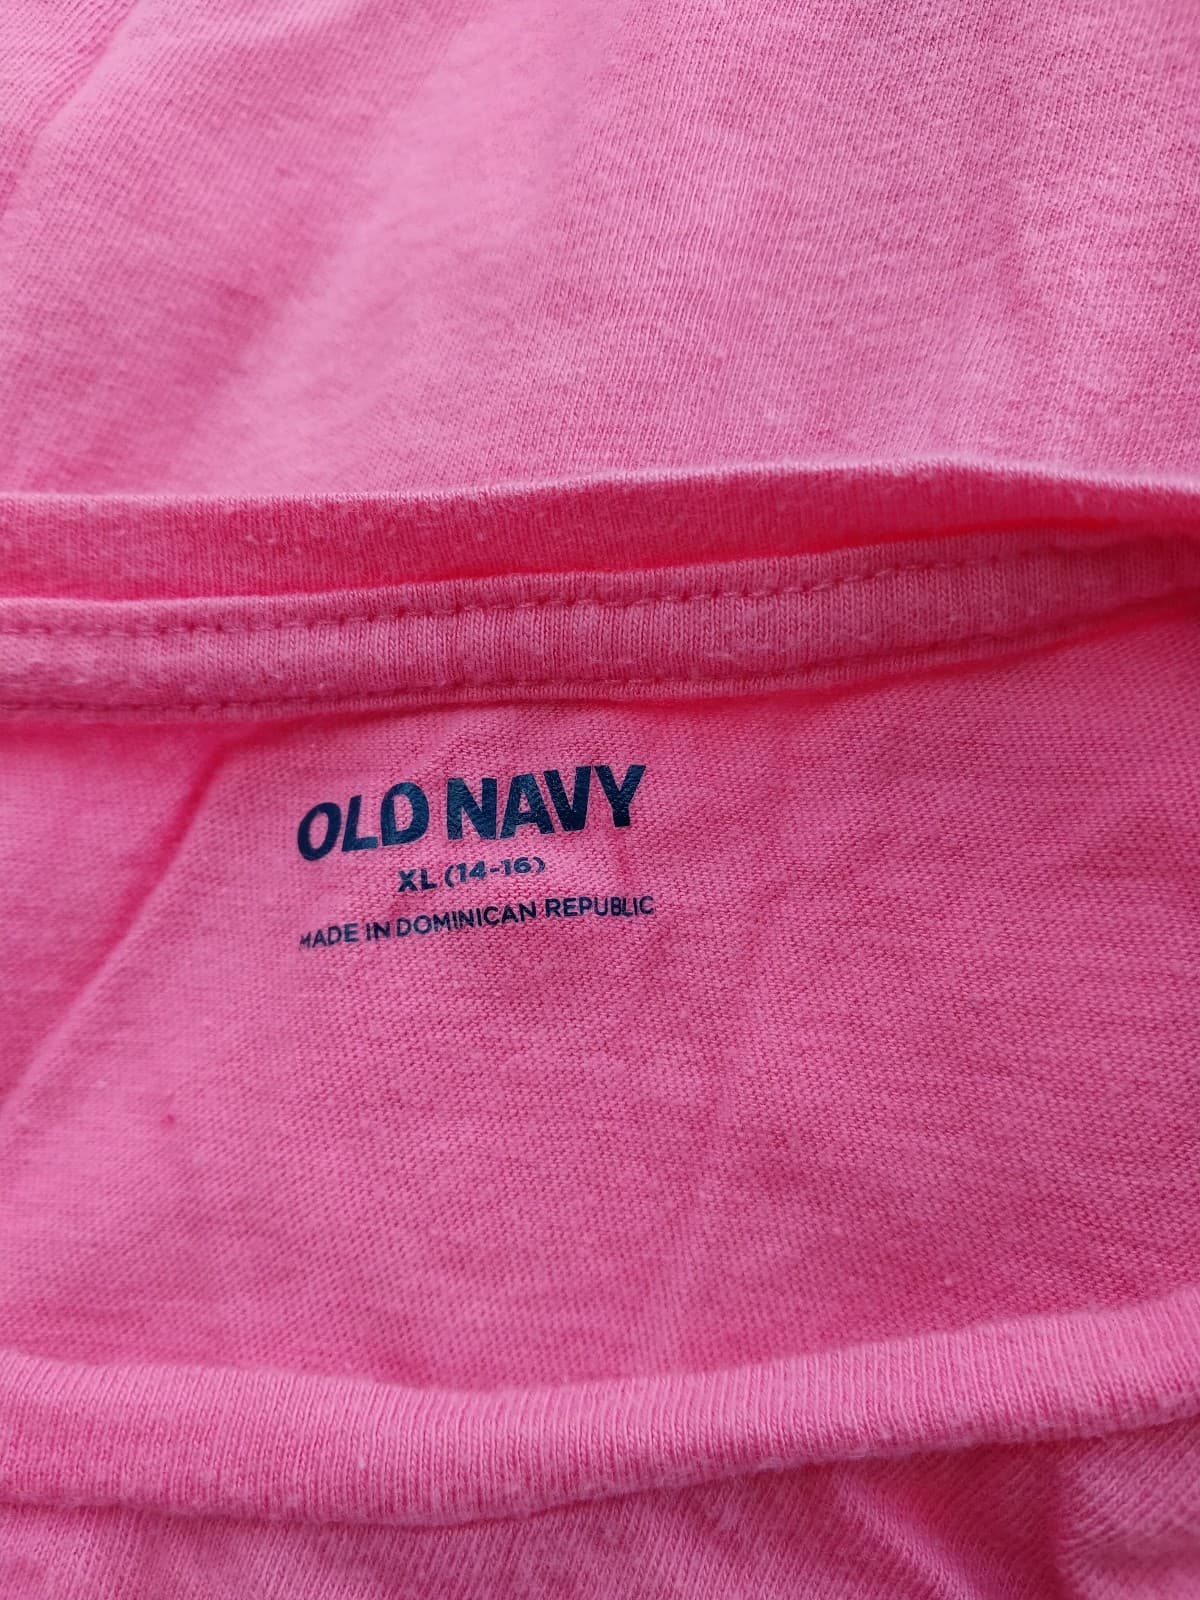 OLD NAVY
XL (14-16)
MADE IN DOMINICAN REPUBLIC